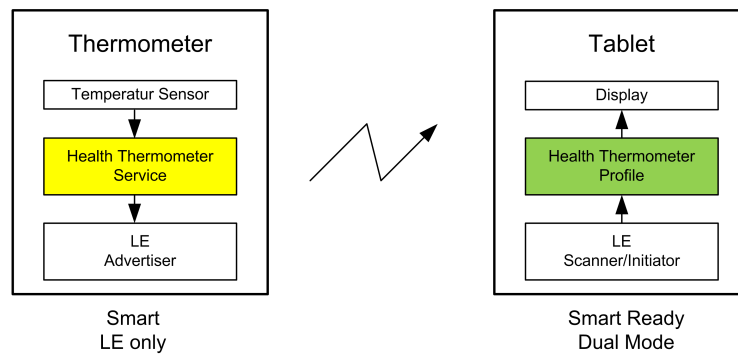 Thermometer
Temperatur Sensor
Health Thermometer
Service
LE
Advertiser
Smart
LE only
Tablet
Display
Health Thermometer
Profile
LE
Scanner/Initiator
Smart Ready
Dual Mode